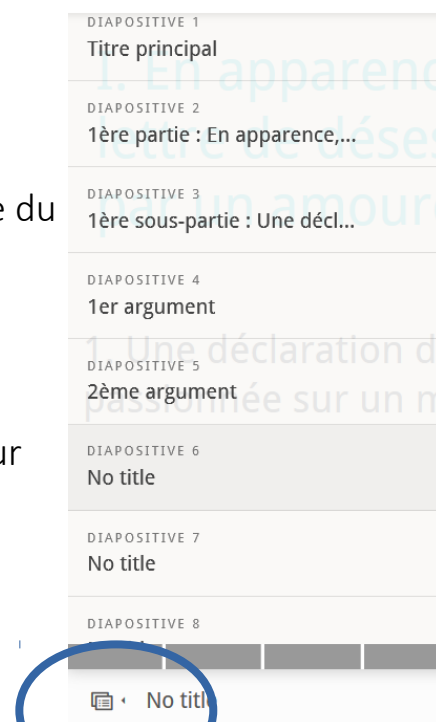 DIAPOSITIVE 1
Titre principal
I. En apparenc
DIAPOSITIVE 2
1ère partie : En apparence,...
lettre de déses
e du
DIAPOSITIVE 3
1ère sous-partie : Une décl...
par un amour
DIAPOSITIVE 4
1er argument
1. Une déclaration d
DIAPOSITIVE 5
2ème argument
passionnée sur un m
ur
DIAPOSITIVE 6
No title
DIAPOSITIVE 7
No title
DIAPOSITIVE 8
No title